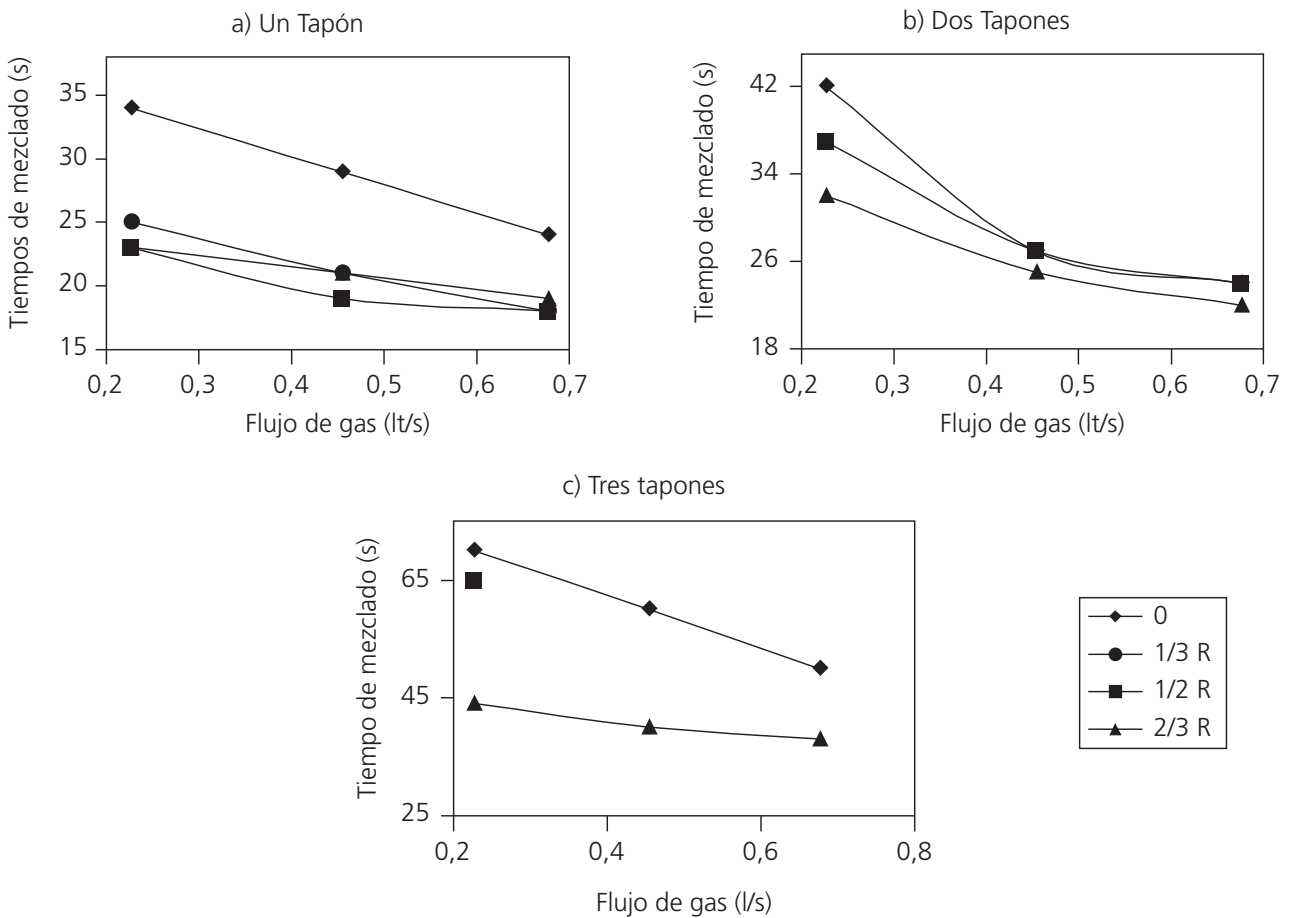 a) Un Tapón
Tiempos de mezclado (s)
35
30
25
20
15
0,2 0,3 0,4 0,5 0,6 0,7
Flujo de gas (lt/s)
b) Dos Tapones
Tiempo de mezclado (s)
42
34
26
18
0,2 0,3 0,4 0,5 0,6 0,7
Flujo de gas (lt/s)
c) Tres tapones
Tiempo de mezclado (s)
65
45
25
0,2 0,4 0,6 0,8
Flujo de gas (l/s)
0
1/3 R
1/2 R
2/3 R